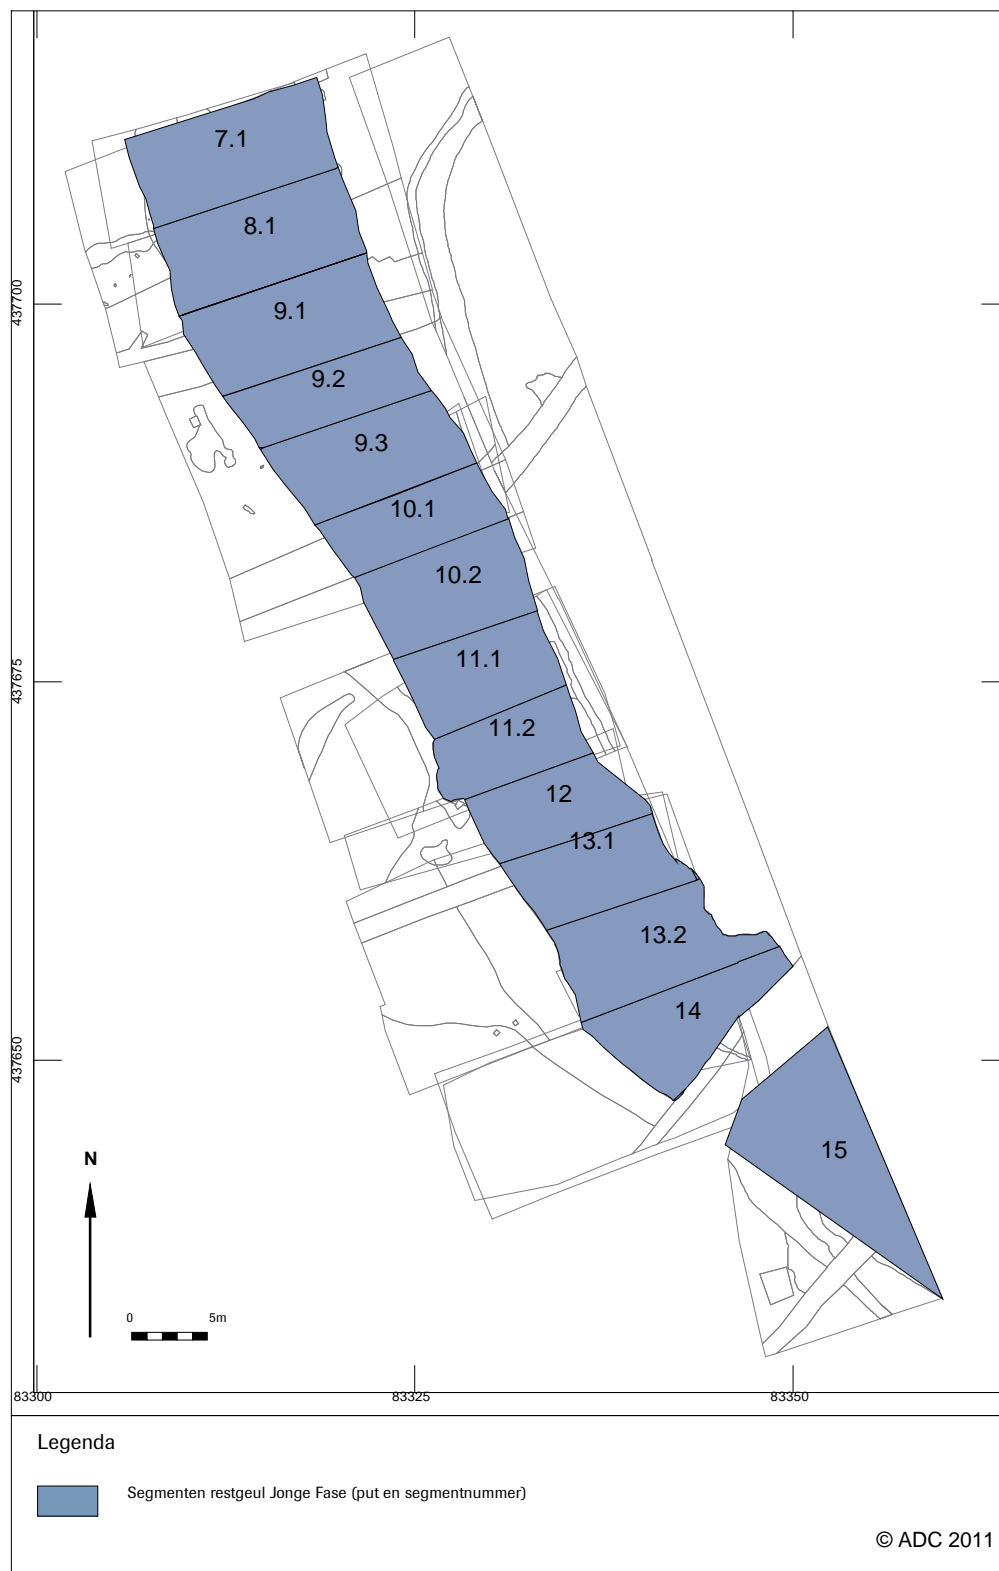 7.1
8.1
437700
9.1
9.2
9.3
10.1
10.2
11.1
437675
11.2
12
13.1
13.2
14
437650
15
N
0 5m
83300 83325 83350
Legenda
Segmenten restgeul Jonge Fase (put en segmentnummer)
© ADC 2011